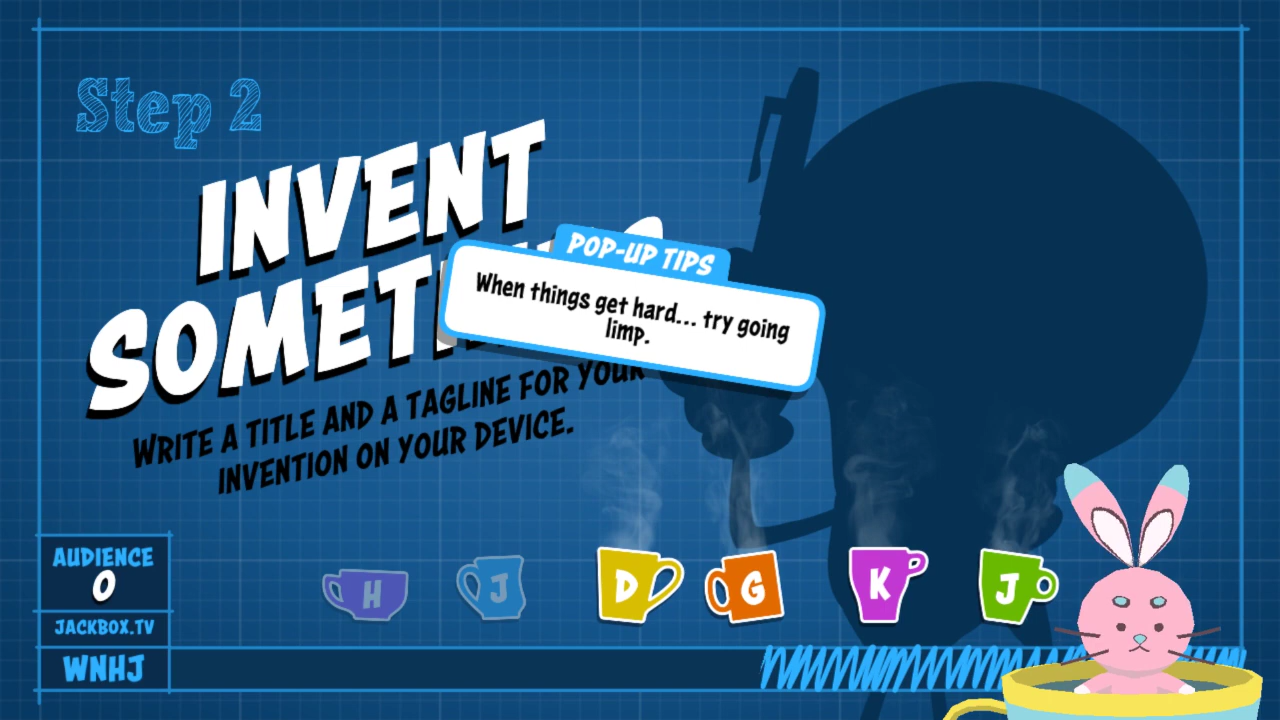 Step 2
INVENT
SOMET
POP-UP TIPS
When things get hard... try going
limp.
WRITE A TITLE AND A TAGLINE FOR YOUR
INVENTION ON YOUR DEVICE.
AUDIENCE
0
JACKBOX.TV
WNHJ
H J D G K J